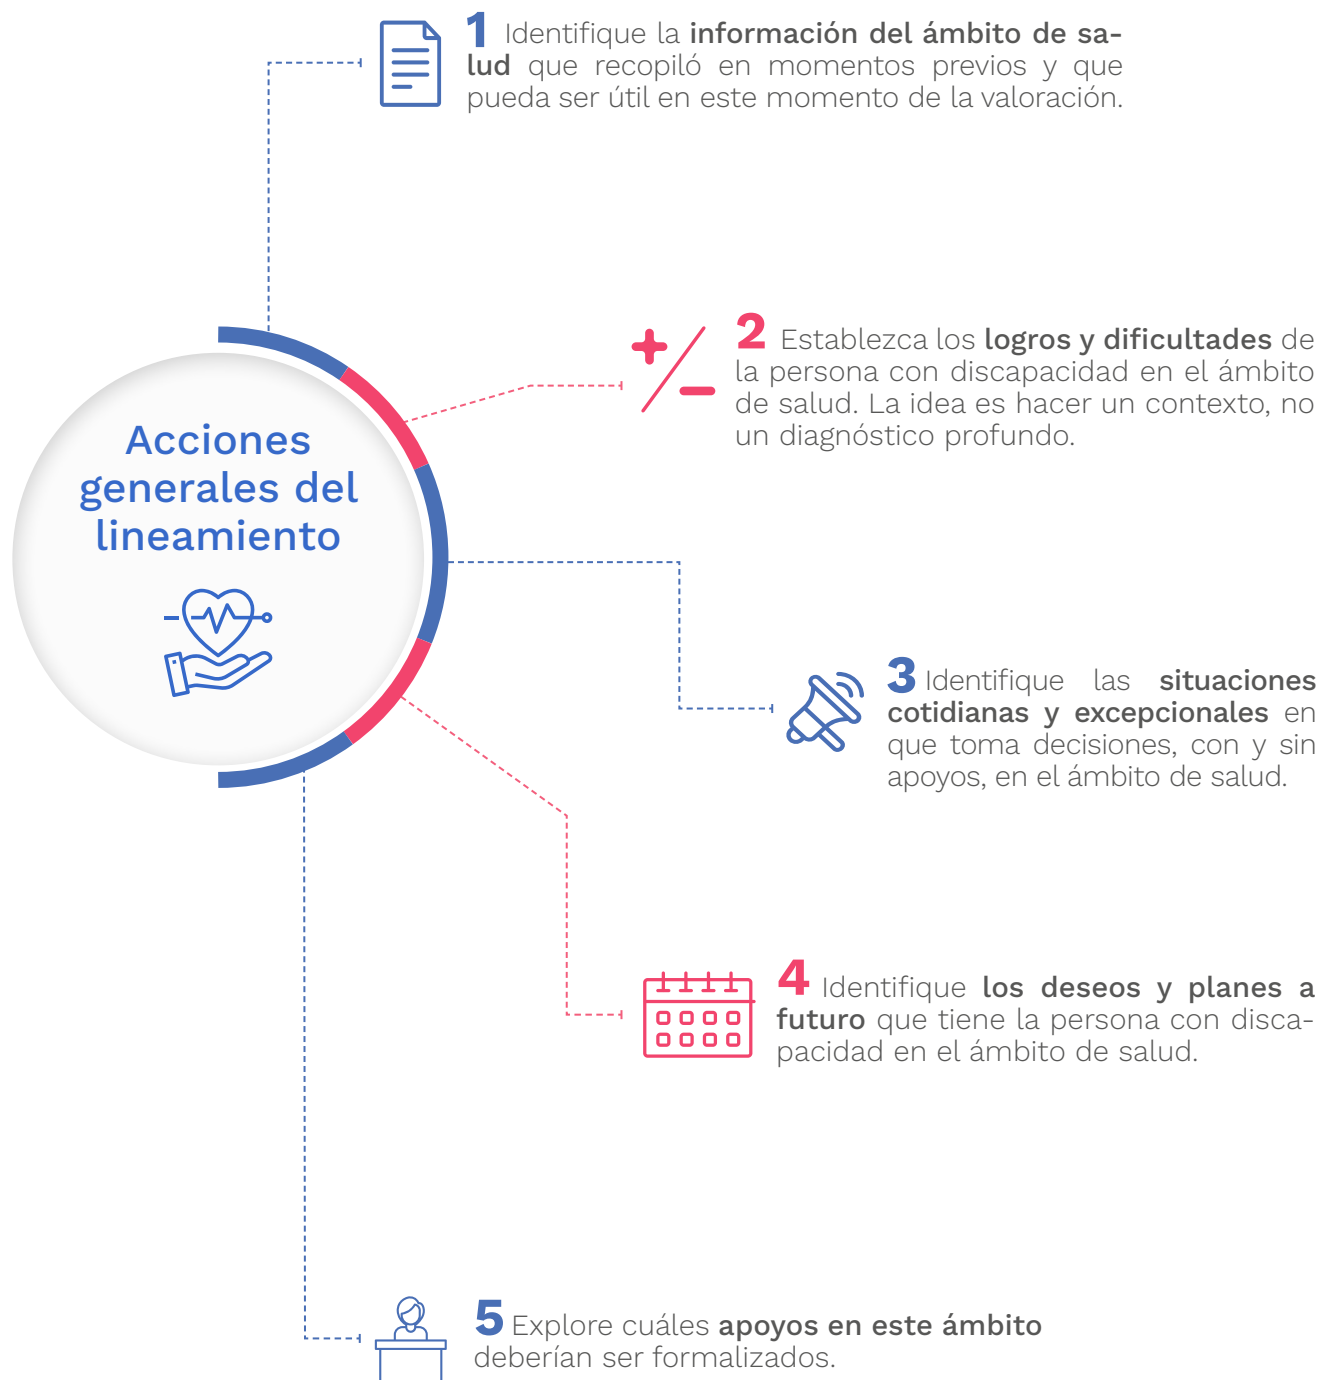 1 Identifique la información del ámbito de sa-
lud que recopiló en momentos previos y que
pueda ser útil en este momento de la valoración.
2 Establezca los logros y dificultades de
la persona con discapacidad en el ámbito
de salud. La idea es hacer un contexto, no
un diagnóstico profundo.
Acciones
generales del
lineamiento
3 Identifique las situaciones
cotidianas y excepcionales en
que toma decisiones, con y sin
apoyos, en el ámbito de salud.
4 Identifique los deseos y planes a
futuro que tiene la persona con disca-
pacidad en el ámbito de salud.
5 Explore cuáles apoyos en este ámbito
deberían ser formalizados.